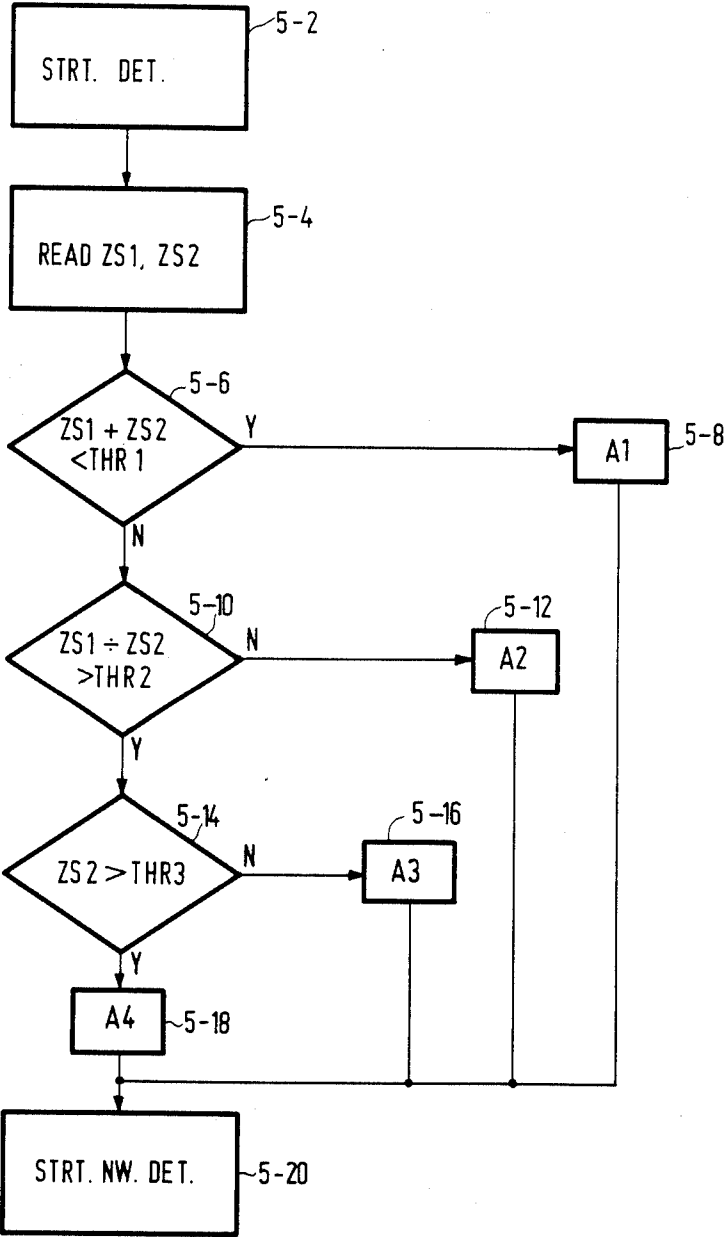 5-2
STRT. DET.
5-4
READ ZS1, ZS2
5-6
ZS1 + ZS2
<THR 1
Y
N
A1
5-8
5-10
ZS1 ÷ ZS2
>THR 2
N
Y
5-12
A2
5-14
ZS2 > THR3
N
Y
5-16
A3
A4
5-18
STRT. NW. DET.
5-20